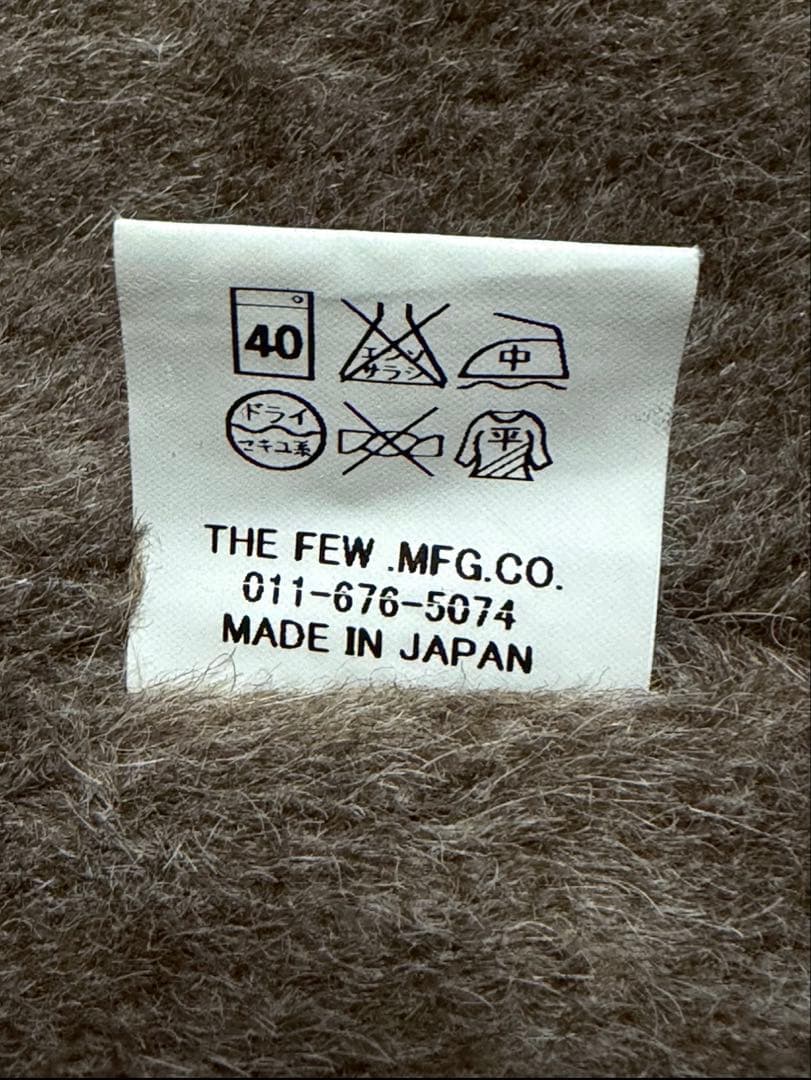 40 エンソ サラシ 中
ドライ セキユ系 平
THE FEW .MFG.CO.
011-676-5074
MADE IN JAPAN